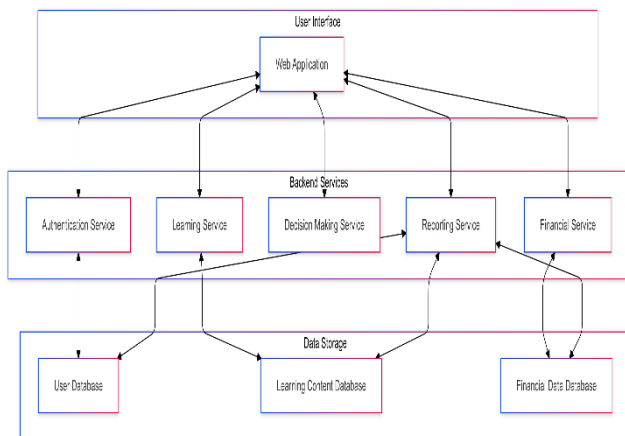 User Interface
Web Application
Backend Services
Authentication Service
Learning Service
Decision Making Service
Reporting Service
Financial Service
Data Storage
User Database
Learning Content Database
Financial Data Database